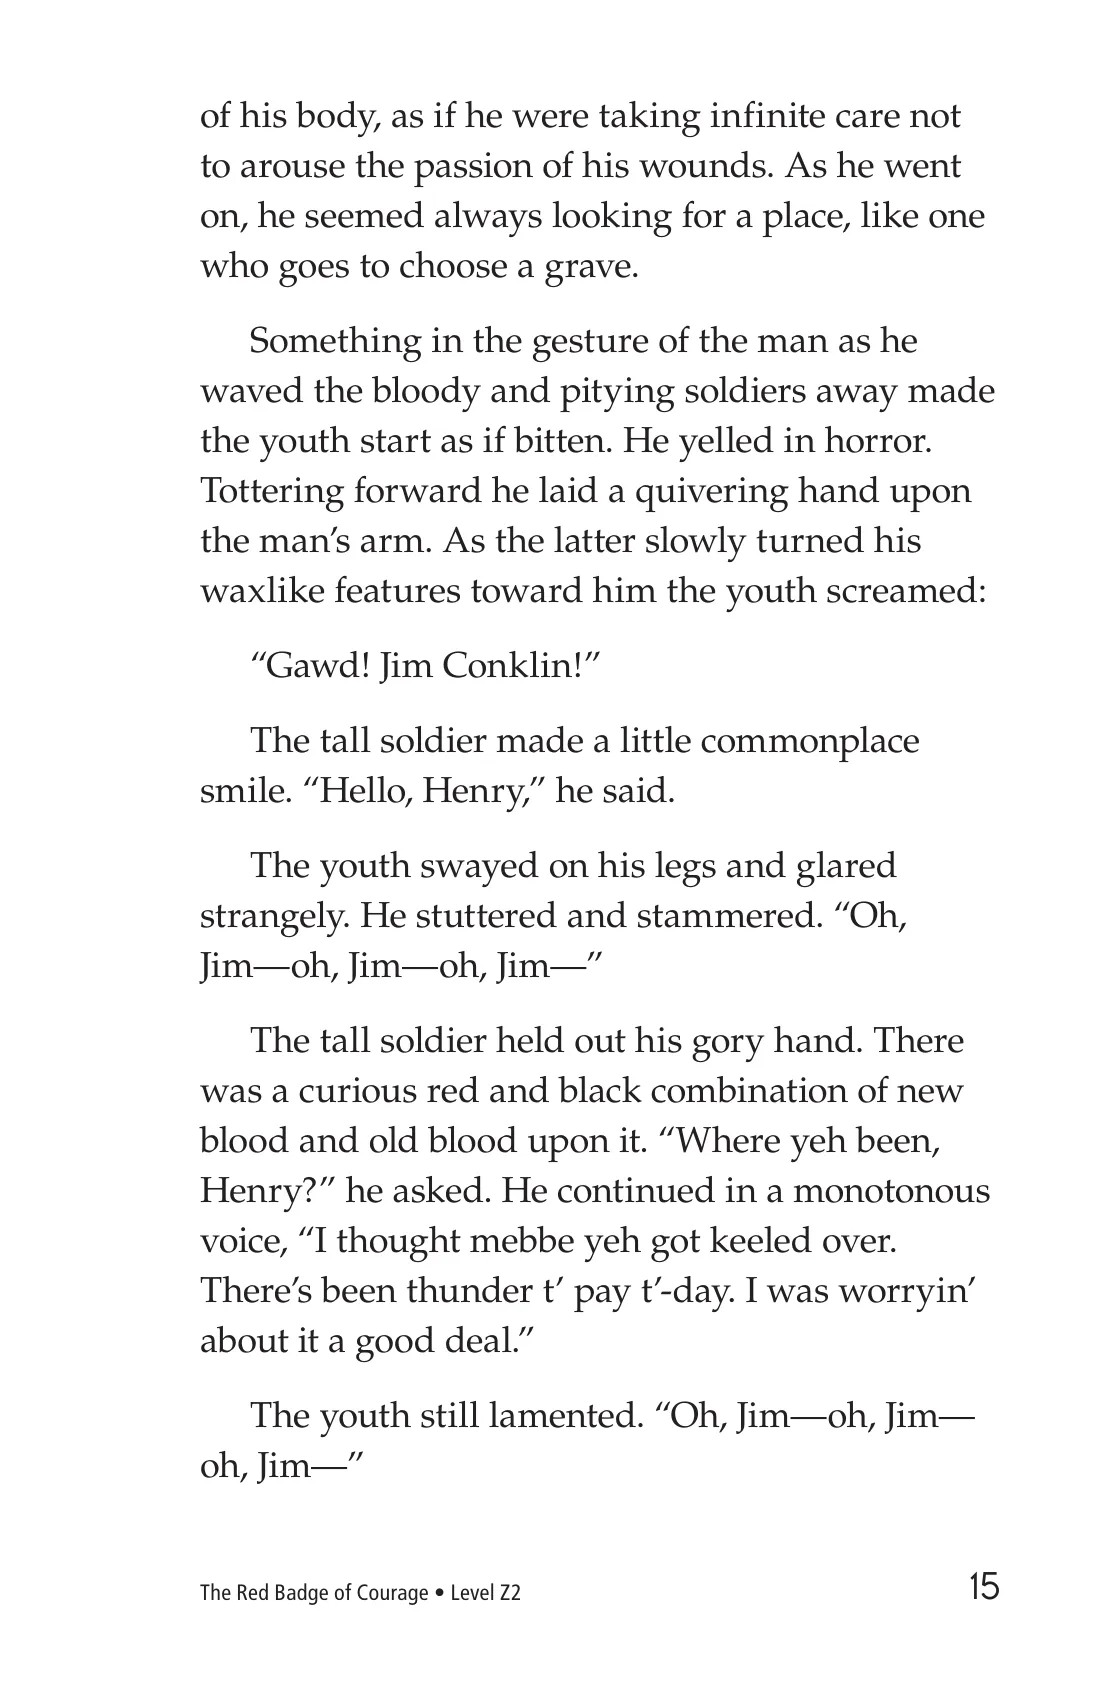 of his body, as if he were taking infinite care not
to arouse the passion of his wounds. As he went
on, he seemed always looking for a place, like one
who goes to choose a grave.
Something in the gesture of the man as he
waved the bloody and pitying soldiers away made
the youth start as if bitten. He yelled in horror.
Tottering forward he laid a quivering hand upon
the man’s arm. As the latter slowly turned his
waxlike features toward him the youth screamed:
“Gawd! Jim Conklin!”
The tall soldier made a little commonplace
smile. “Hello, Henry,” he said.
The youth swayed on his legs and glared
strangely. He stuttered and stammered. “Oh,
Jim—oh, Jim—oh, Jim—”
The tall soldier held out his gory hand. There
was a curious red and black combination of new
blood and old blood upon it. “Where yeh been,
Henry?” he asked. He continued in a monotonous
voice, “I thought mebbe yeh got keeled over.
There’s been thunder t’ pay t’-day. I was worryin’
about it a good deal.”
The youth still lamented. “Oh, Jim—oh, Jim—
oh, Jim—”
The Red Badge of Courage • Level Z2
15